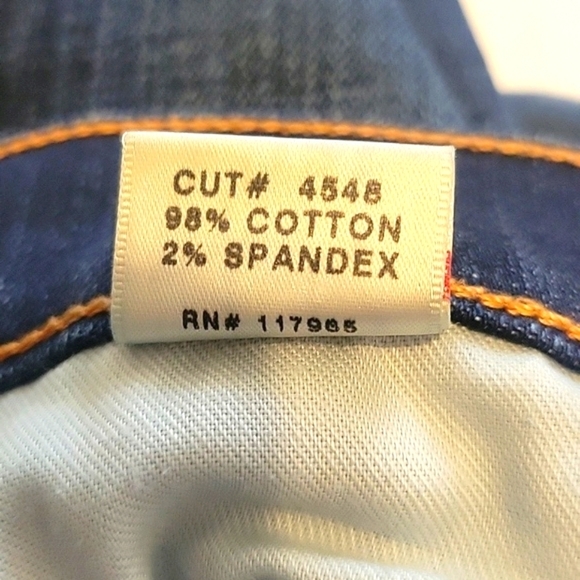 CUT# 4548
98% COTTON
2% SPANDEX
RN# 117965